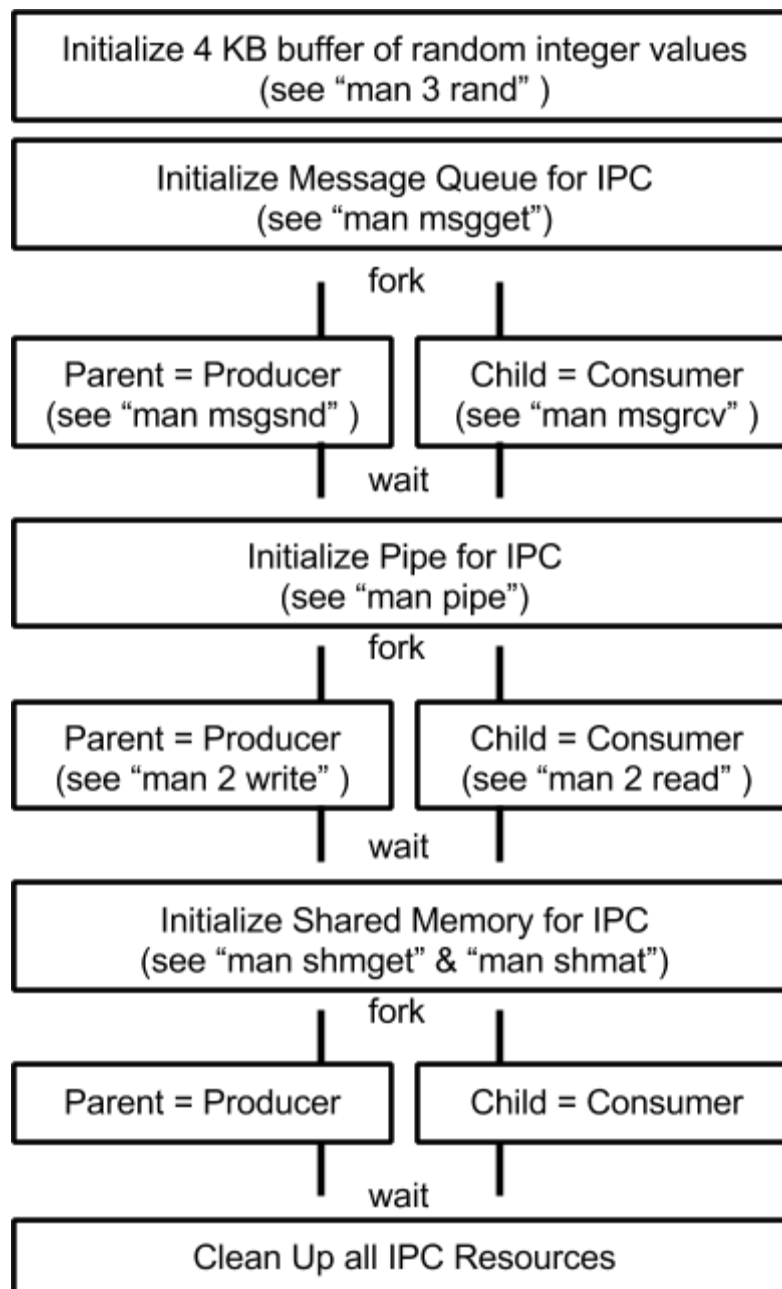 Initialize 4 KB buffer of random integer values
(see “man 3 rand” )
Initialize Message Queue for IPC
(see “man msgget”)
fork
Parent = Producer
(see “man msgsnd” )
Child = Consumer
(see “man msgrcv” )
wait
Initialize Pipe for IPC
(see “man pipe”)
fork
Parent = Producer
(see “man 2 write” )
Child = Consumer
(see “man 2 read” )
wait
Initialize Shared Memory for IPC
(see “man shmget” & “man shmat”)
fork
Parent = Producer
Child = Consumer
wait
Clean Up all IPC Resources